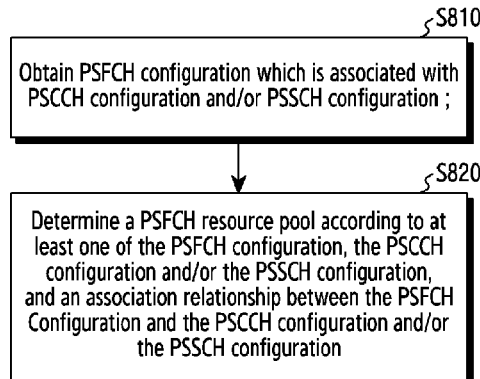 S810
Obtain PSFCH configuration which is associated with
PSCCH configuration and/or PSSCH configuration ;
S820
Determine a PSFCH resource pool according to at
least one of the PSFCH configuration, the PSCCH
configuration and/or the PSSCH configuration,
and an association relationship between the PSFCH
Configuration and the PSCCH configuration and/or
the PSSCH configuration